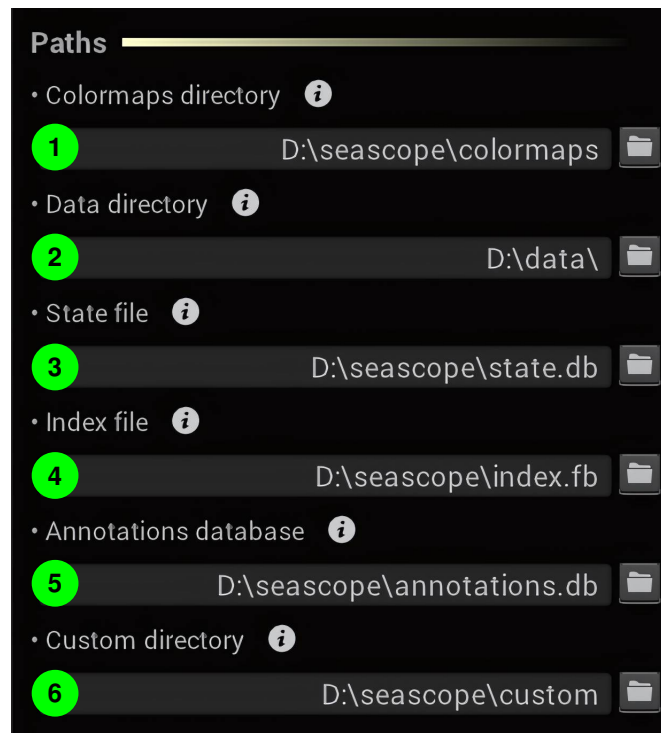 Paths
• Colormaps directory i
1 D:\seascope\colormaps
• Data directory i
2 D:\data\
• State file i
3 D:\seascope\state.db
• Index file i
4 D:\seascope\index.fb
• Annotations database i
5 D:\seascope\annotations.db
• Custom directory i
6 D:\seascope\custom